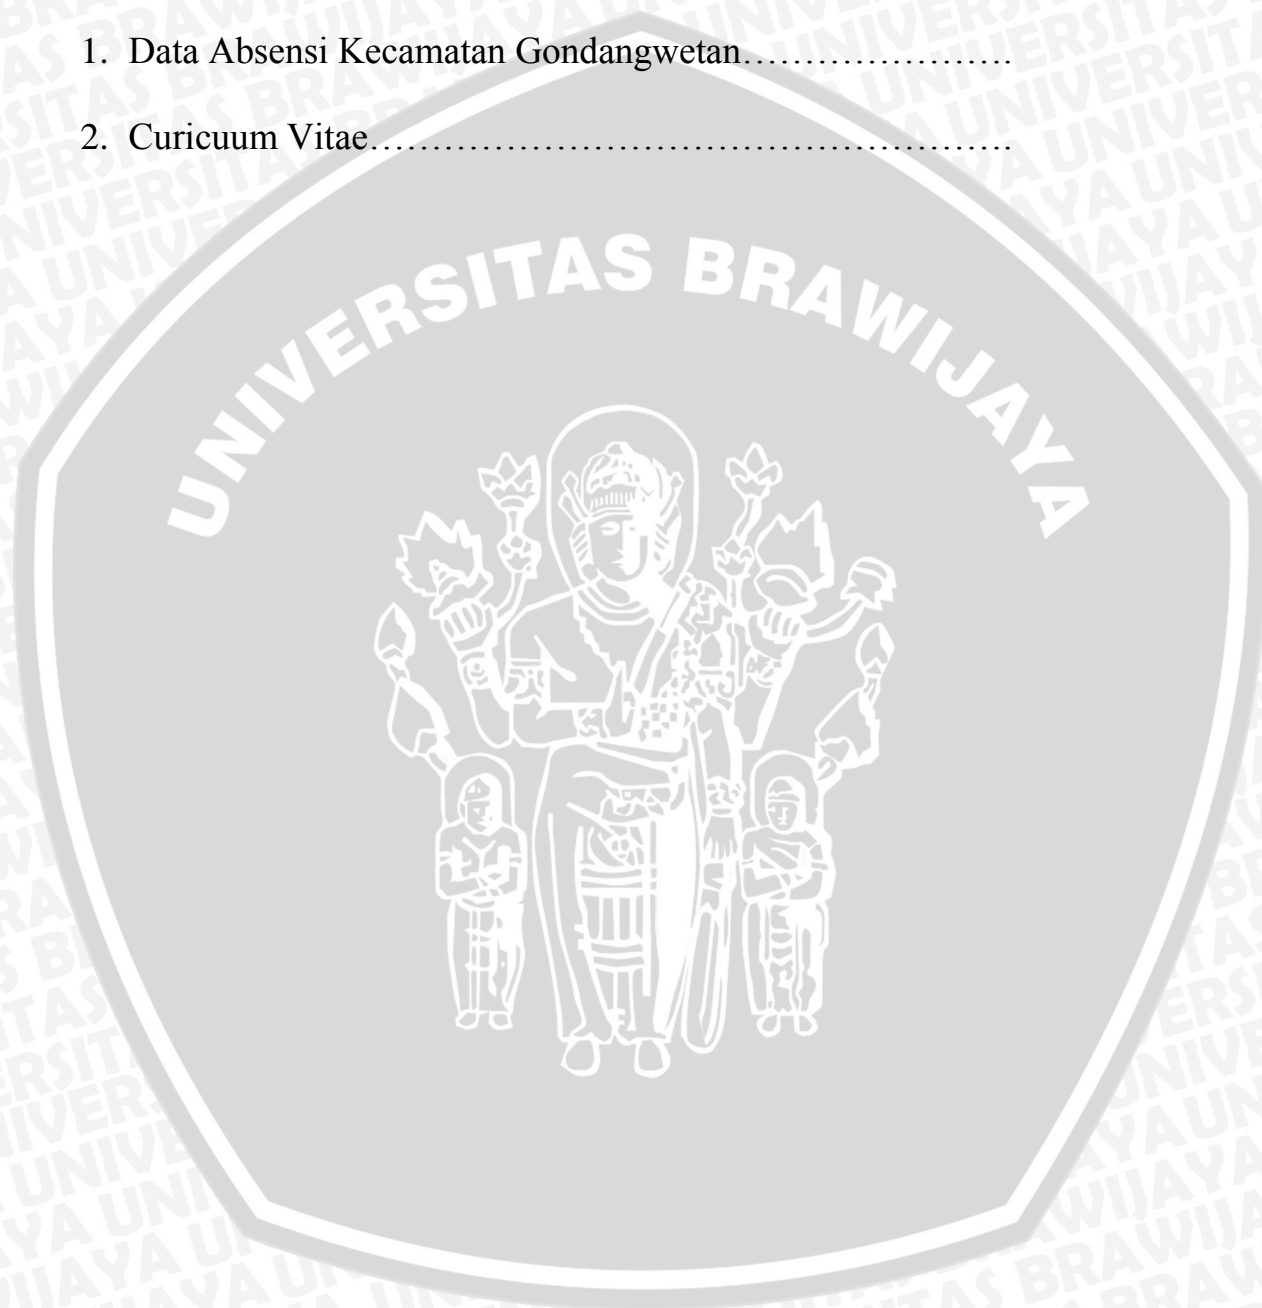 1. Data Absensi Kecamatan Gondangwetan…………………….
2. Curicuum Vitae…………………………………………………….
UNIVERSITAS BRAWIJAYA